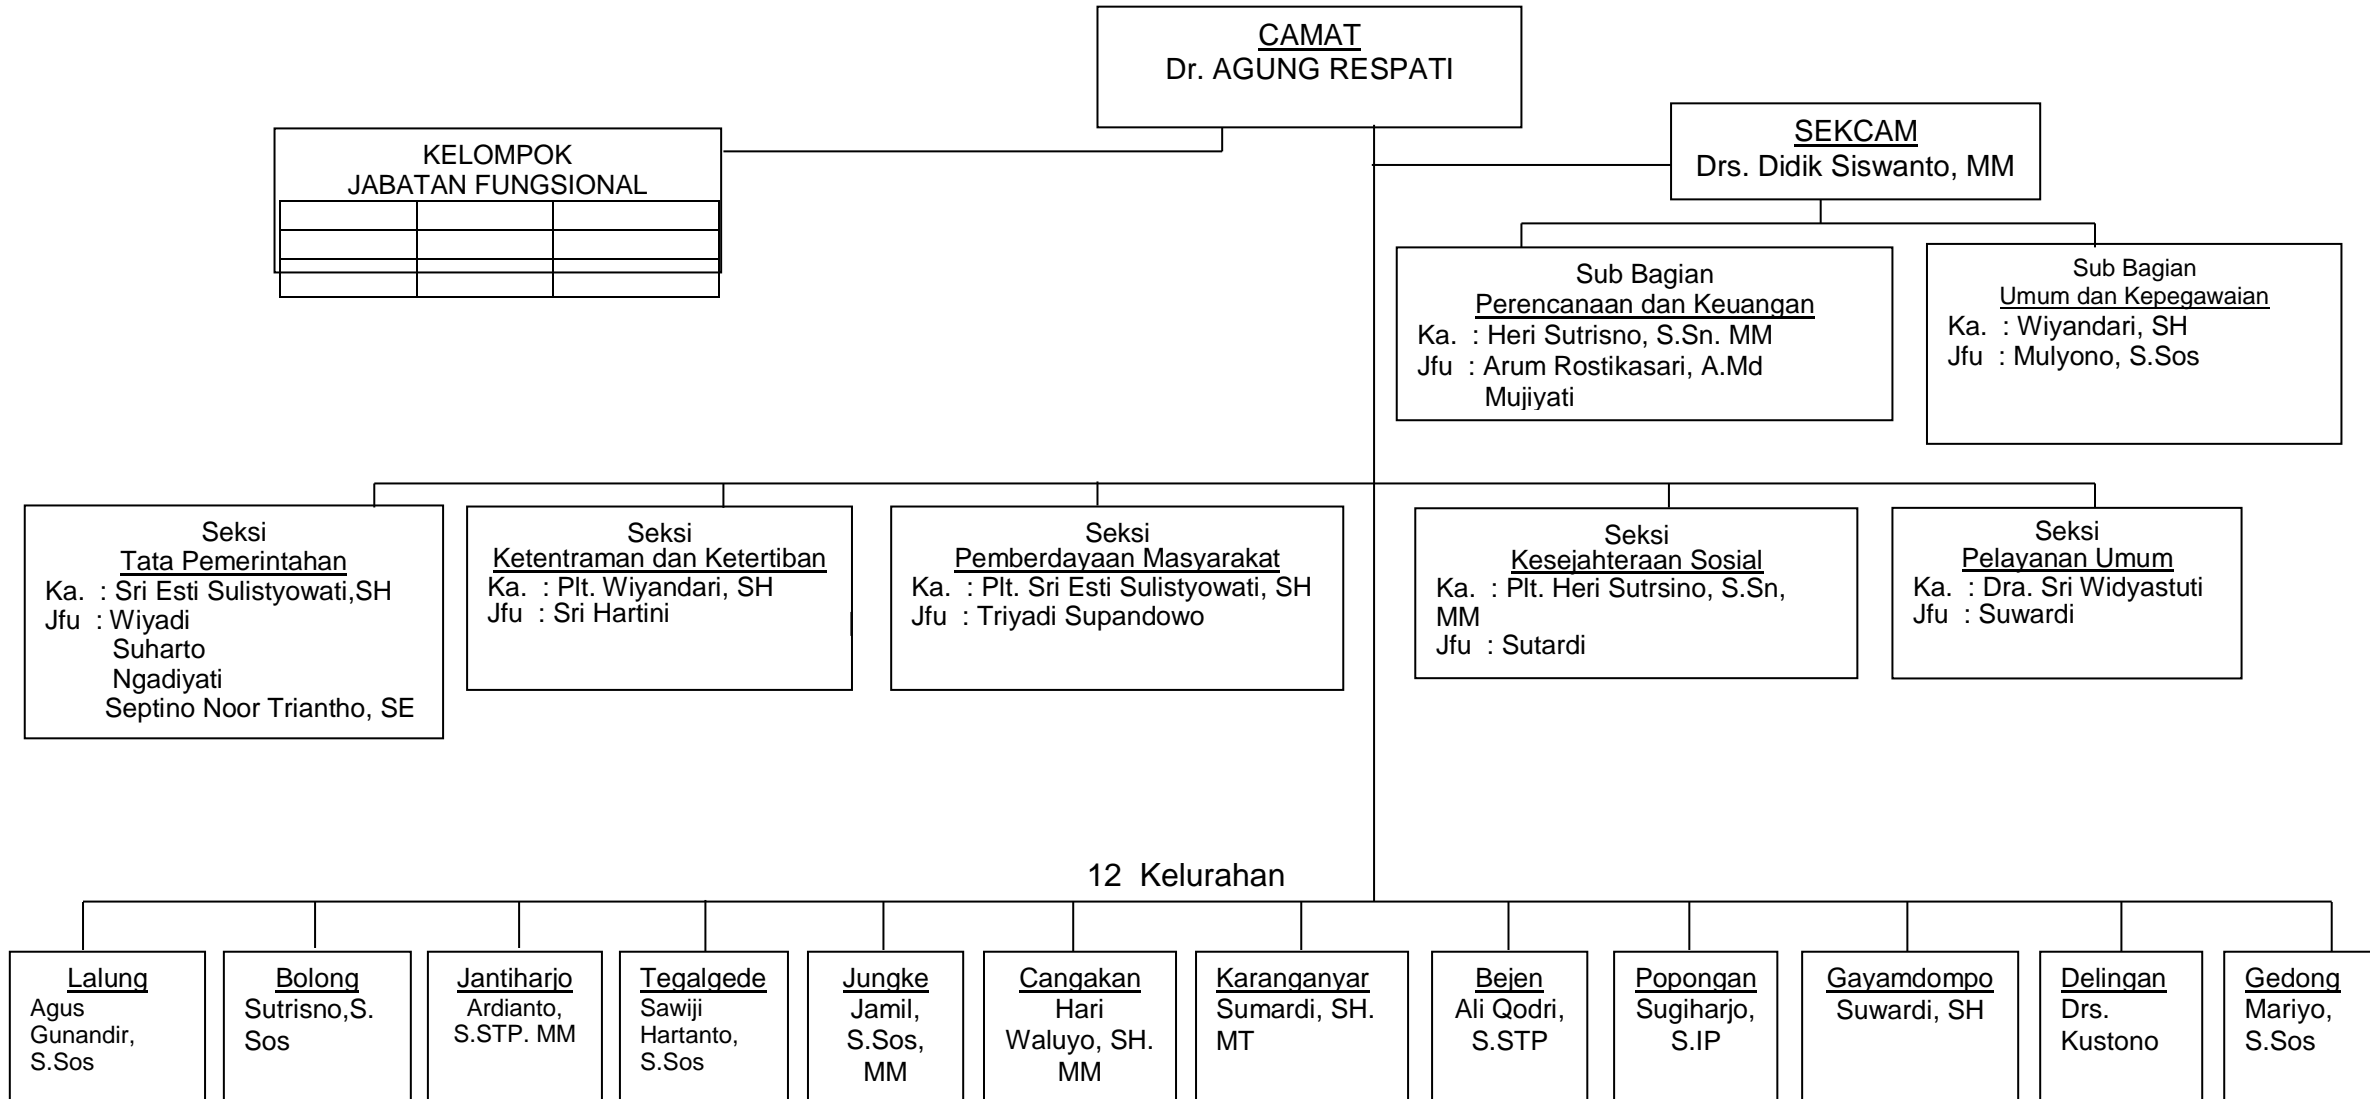 CAMAT
Dr. AGUNG RESPATI
SEKCAM
Drs. Didik Siswanto, MM
KELOMPOK
JABATAN FUNGSIONAL
Sub Bagian
Perencanaan dan Keuangan
Ka. : Heri Sutrisno, S.Sn. MM
Jfu : Arum Rostikasari, A.Md
Mujiyati
Sub Bagian
Umum dan Kepegawaian
Ka. : Wiyandari, SH
Jfu : Mulyono, S.Sos
Seksi
Tata Pemerintahan
Ka. : Sri Esti Sulistyowati,SH
Jfu : Wiyadi
Suharto
Ngadiyati
Septino Noor Triantho, SE
Seksi
Ketentraman dan Ketertiban
Ka. : Plt. Wiyandari, SH
Jfu : Sri Hartini
Seksi
Pemberdayaan Masyarakat
Ka. : Plt. Sri Esti Sulistyowati, SH
Jfu : Triyadi Supandowo
Seksi
Kesejahteraan Sosial
Ka. : Plt. Heri Sutrsino, S.Sn,
MM
Jfu : Sutardi
Seksi
Pelayanan Umum
Ka. : Dra. Sri Widyastuti
Jfu : Suwardi
12 Kelurahan
Lalung
Agus
Gunandir,
S.Sos
Bolong
Sutrisno,S.
Sos
Jantiharjo
Ardianto,
S.STP. MM
Tegalgede
Sawiji
Hartanto,
S.Sos
Jungke
Jamil,
S.Sos,
MM
Cangakan
Hari
Waluyo, SH.
MM
Karanganyar
Sumardi, SH.
MT
Bejen
Ali Qodri,
S.STP
Popongan
Sugiharjo,
S.IP
Gayamdompo
Suwardi, SH
Delingan
Drs.
Kustono
Gedong
Mariyo,
S.Sos